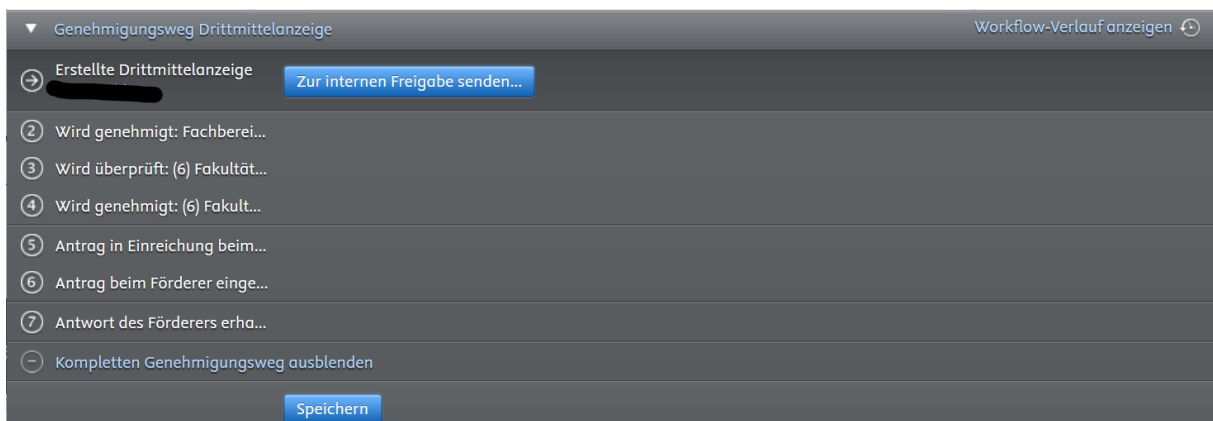 Genehmigungsweg Drittmittelanzeige
Workflow-Verlauf anzeigen
Erstellte Drittmittelanzeige
Zur internen Freigabe senden...
2 Wird genehmigt: Fachberei...
3 Wird überprüft: (6) Fakultät...
4 Wird genehmigt: (6) Fakult...
5 Antrag in Einreichung beim...
6 Antrag beim Förderer einge...
7 Antwort des Förderers erha...
Kompletten Genehmigungsweg ausblenden
Speichern